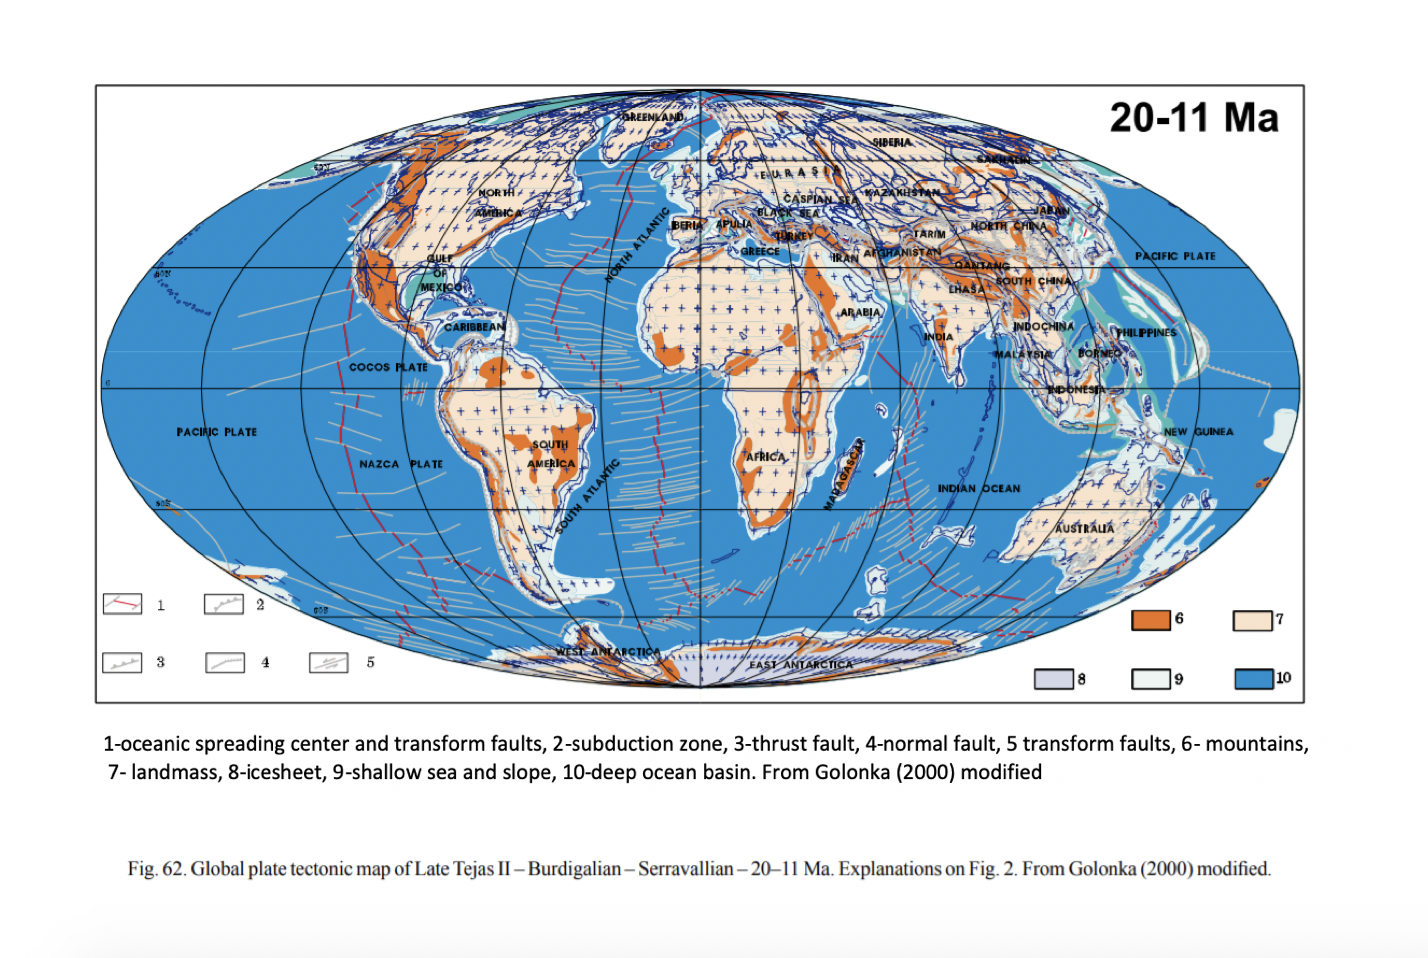 20-11 Ma
GREENLAND
SIBERIA
SAKHALIN
EURASIA
NORTH
AMERICA
KAZAKHSTAN
CASPIAN SEA
BLACK SEA
JAPAN
IBERIA
APULIA
TURKEY
TARIM
NORTH CHINA
NORTH ATLANTIC
GREECE
IRAN
AFGHANISTAN
PACIFIC PLATE
GULF
OF
MEXICO
QANTANG
LHASA
SOUTH CHINA
ARABIA
CARIBBEAN
INDIA
INDOCHINA
PHILIPPINES
MALAYSIA
BORNEO
COCOS PLATE
INDONESIA
PACIFIC PLATE
NEW GUINEA
NAZCA PLATE
SOUTH
AMERICA
AFRICA
MADAGASCAR
SOUTH ATLANTIC
INDIAN OCEAN
AUSTRALIA
WEST ANTARCTICA
EAST ANTARCTICA
1
2
3
4
5
6
7
8
9
10
1-oceanic spreading center and transform faults, 2-subduction zone, 3-thrust fault, 4-normal fault, 5 transform faults, 6- mountains,
7- landmass, 8-icesheet, 9-shallow sea and slope, 10-deep ocean basin. From Golonka (2000) modified
Fig. 62. Global plate tectonic map of Late Tejas II – Burdigalian – Serravallian – 20–11 Ma. Explanations on Fig. 2. From Golonka (2000) modified.